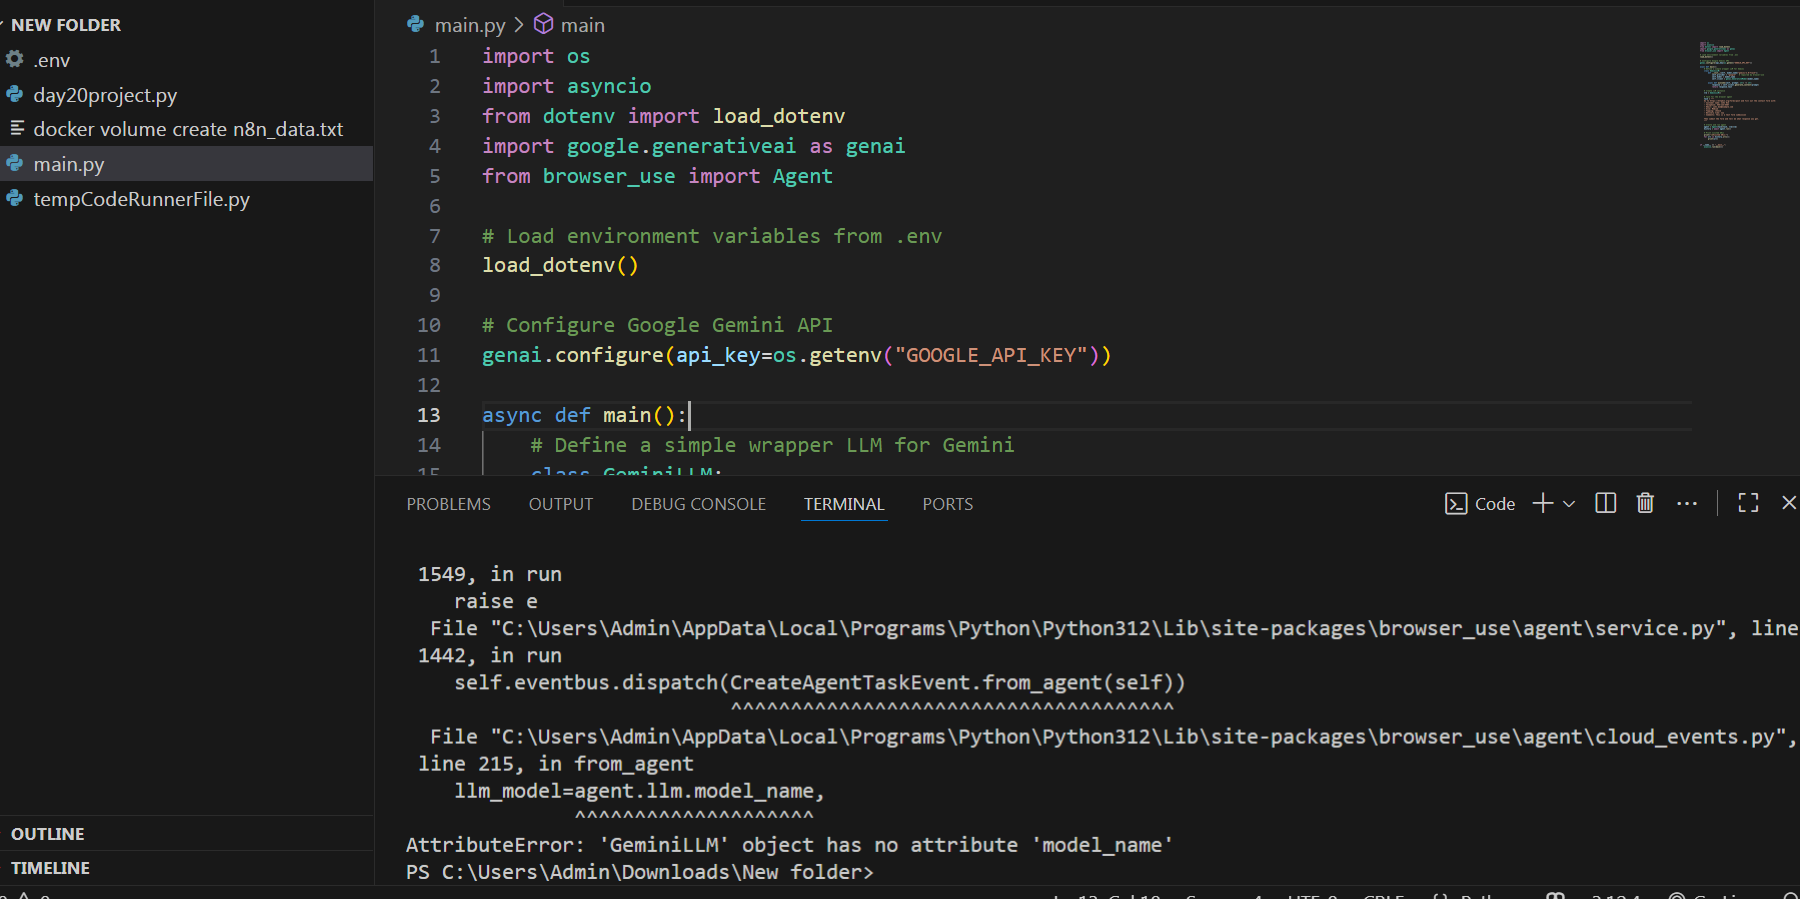 NEW FOLDER
.env
day20project.py
docker volume create n8n_data.txt
main.py
tempCodeRunnerFile.py
OUTLINE
TIMELINE
main.py > main
1 import os
2 import asyncio
3 from dotenv import load_dotenv
4 import google.generativeai as genai
5 from browser_use import Agent
6
7 # Load environment variables from .env
8 load_dotenv()
9
10 # Configure Google Gemini API
11 genai.configure(api_key=os.getenv("GOOGLE_API_KEY"))
12
13 async def main():
14 # Define a simple wrapper LLM for Gemini
15 class GeminiLLM:
PROBLEMS OUTPUT DEBUG CONSOLE TERMINAL PORTS
Code
1549, in run
raise e
File "C:\Users\Admin\AppData\Local\Programs\Python\Python312\Lib\site-packages\browser_use\agent\service.py", line
1442, in run
self.eventbus.dispatch(CreateAgentTaskEvent.from_agent(self))
^^^^^^^^^^^^^^^^^^^^^^^^^^^^^^^^^^^^^
File "C:\Users\Admin\AppData\Local\Programs\Python\Python312\Lib\site-packages\browser_use\agent\cloud_events.py",
line 215, in from_agent
llm_model=agent.llm.model_name,
^^^^^^^^^^^^^^^^^^^^
AttributeError: 'GeminiLLM' object has no attribute 'model_name'
PS C:\Users\Admin\Downloads\New folder>